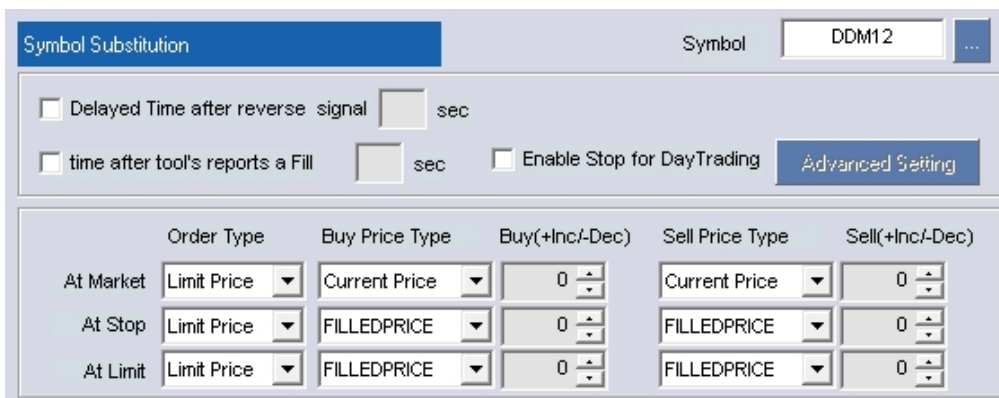 Symbol Substitution Symbol DDM12 ...
Delayed Time after reverse signal sec
time after tool's reports a Fill sec Enable Stop for DayTrading Advanced Setting
Order Type Buy Price Type Buy(+Inc/-Dec) Sell Price Type Sell(+Inc/-Dec)
At Market Limit Price Current Price 0 Current Price 0
At Stop Limit Price FILLEDPRICE 0 FILLEDPRICE 0
At Limit Limit Price FILLEDPRICE 0 FILLEDPRICE 0